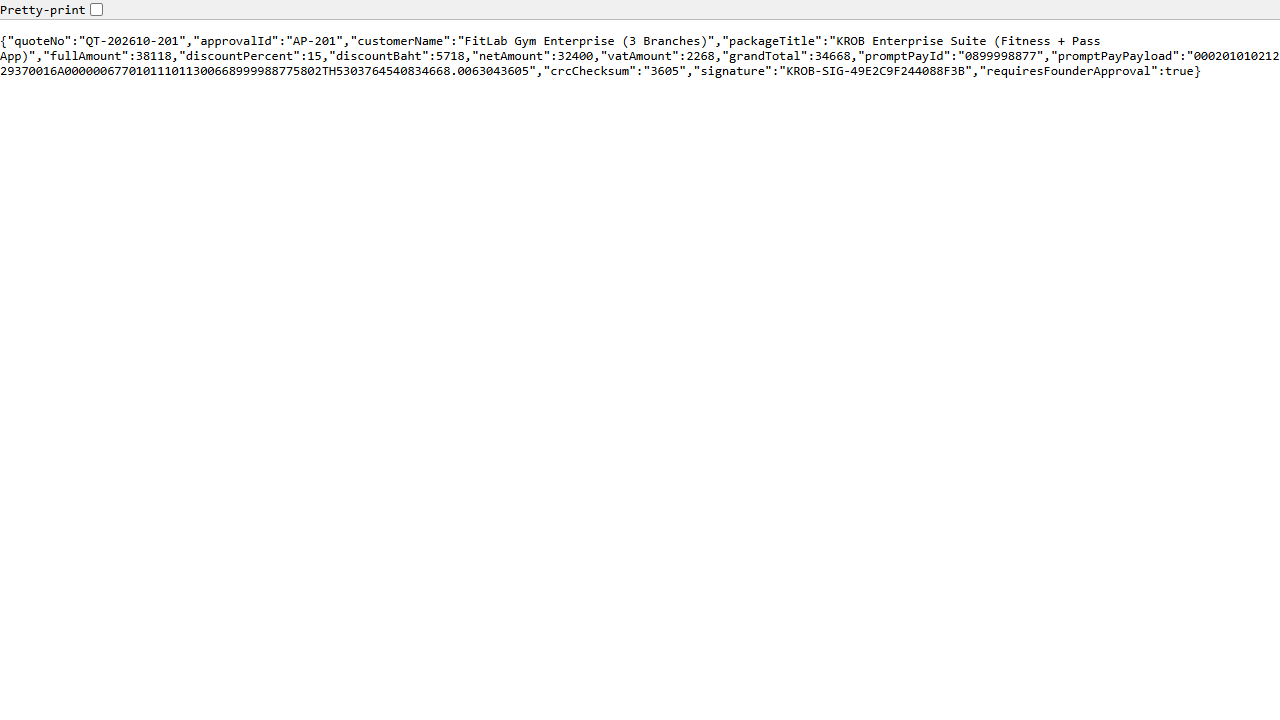 Pretty-print
{"quoteNo":"QT-202610-201","approvalId":"AP-201","customerName":"FitLab Gym Enterprise (3 Branches)","packageTitle":"KROB Enterprise Suite (Fitness + Pass
App)","fullAmount":38118,"discountPercent":15,"discountBaht":5718,"netAmount":32400,"vatAmount":2268,"grandTotal":34668,"promptPayId":"0899998877","promptPayPayload":"000201010212
29370016A000000677010111011300668999988775802TH5303764540834668.0063043605","crcChecksum":"3605","signature":"KROB-SIG-49E2C9F244088F3B","requiresFounderApproval":true}